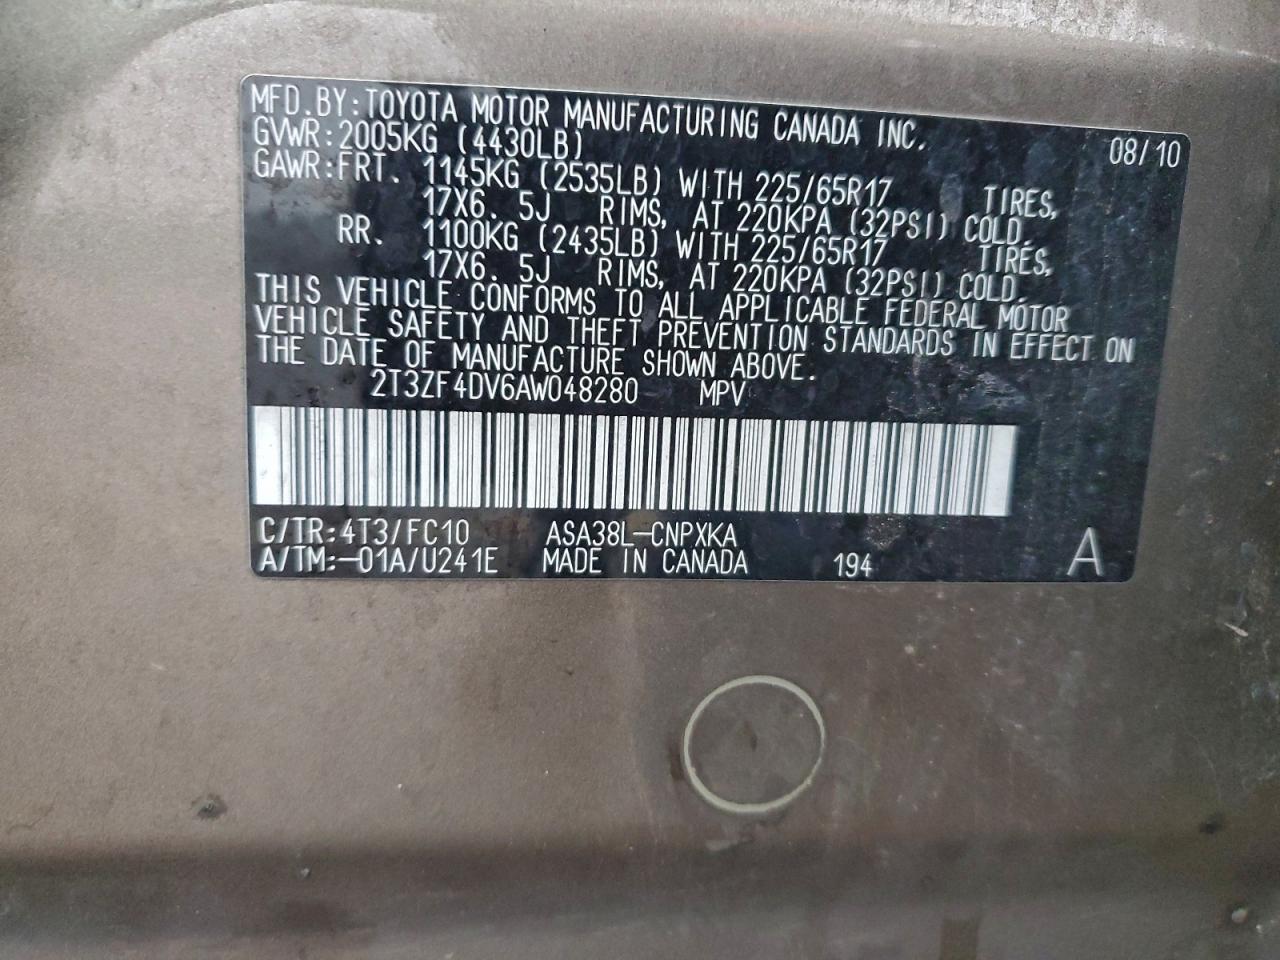 MFD.BY:TOYOTA MOTOR MANUFACTURING CANADA INC. 08/10
GVWR:2005KG (4430LB)
GAWR:FRT. 1145KG (2535LB) WITH 225/65R17 TIRES,
17X6.5J RIMS, AT 220KPA (32PSI) COLD.
RR. 1100KG (2435LB) WITH 225/65R17 TIRES,
17X6.5J RIMS, AT 220KPA (32PSI) COLD.
THIS VEHICLE CONFORMS TO ALL APPLICABLE FEDERAL MOTOR
VEHICLE SAFETY AND THEFT PREVENTION STANDARDS IN EFFECT ON
THE DATE OF MANUFACTURE SHOWN ABOVE.
2T3ZF4DV6AW048280 MPV
C/TR:4T3/FC10 ASA38L-CNPXKA
A/TM:-01A/U241E MADE IN CANADA 194 A